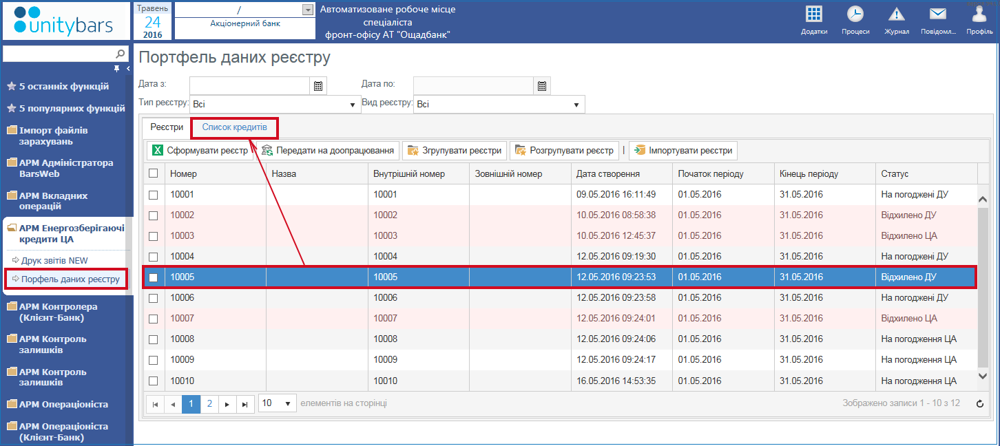 unitybars
Травень
24
2016
/
Акціонерний банк
Автоматизоване робоче місце
спеціаліста
фронт-офісу АТ "Ощадбанк"
Додатки
Процеси
Журнал
Повідомл...
Профіль
5 останніх функцій
5 популярних функцій
Імпорт файлів
зарахувань
АРМ Адміністратора
BarsWeb
АРМ Вкладних
операцій
АРМ Енергозберігаючі
кредити ЦА
Друк звітів NEW
Порфель даних реєстру
АРМ Контролера
(Клієнт-Банк)
АРМ Контроль
залишків
АРМ Контроль
залишків
АРМ Операціоніста
АРМ Операціоніста
(Клієнт-Банк)
Портфель даних реєстру
Дата з:
Дата по:
Тип реєстру: Всі
Вид реєстру: Всі
Реєстри
Список кредитів
Сформувати реєстр Передати на доопрацювання Згрупувати реєстри Розгрупувати реєстр | Імпортувати реєстри
Номер Назва Внутрішній номер Зовнішній номер Дата створення Початок періоду Кінець періоду Статус
10001 10001 09.05.2016 16:11:49 01.05.2016 31.05.2016 На погоджені ДУ
10002 10002 10.05.2016 08:58:38 01.05.2016 31.05.2016 Відхилено ДУ
10003 10003 10.05.2016 12:45:37 01.05.2016 31.05.2016 Відхилено ЦА
10004 10004 12.05.2016 09:19:30 01.05.2016 31.05.2016 На погоджені ДУ
10005 10005 12.05.2016 09:23:53 01.05.2016 31.05.2016 Відхилено ДУ
10006 10006 12.05.2016 09:23:58 01.05.2016 31.05.2016 На погоджені ДУ
10007 10007 12.05.2016 09:24:01 01.05.2016 31.05.2016 Відхилено ЦА
10008 10008 12.05.2016 09:24:06 01.05.2016 31.05.2016 На погодження ЦА
10009 10009 12.05.2016 09:24:17 01.05.2016 31.05.2016 На погодження ЦА
10010 10010 16.05.2016 14:53:35 01.05.2016 31.05.2016 На погодження ЦА
1 2 10 елементів на сторінці
Зображено записи 1 - 10 з 12